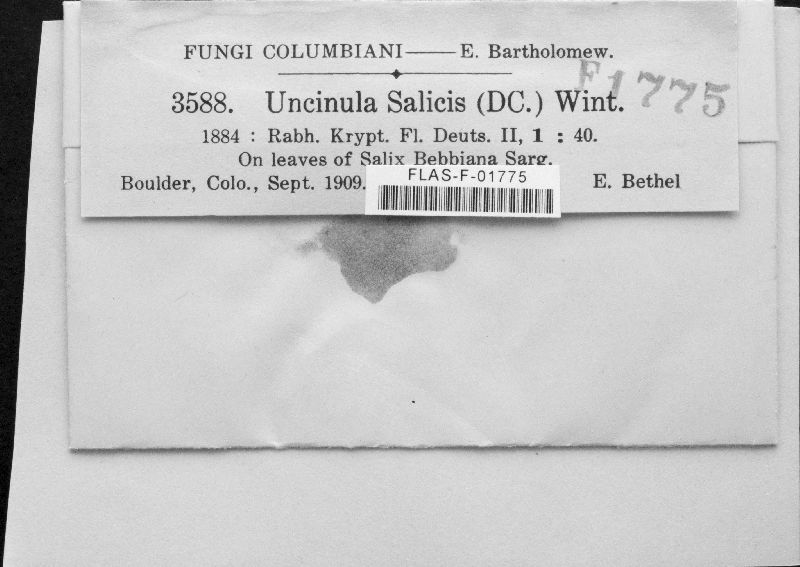 FUNGI COLUMBIANI—E. Bartholomew.
F1775
3588. Uncinula Salicis (DC.) Wint.
1884 : Rabh. Krypt. Fl. Deuts. II, 1 : 40.
On leaves of Salix Bebbiana Sarg.
Boulder, Colo., Sept. 1909. E. Bethel
FLAS-F-01775